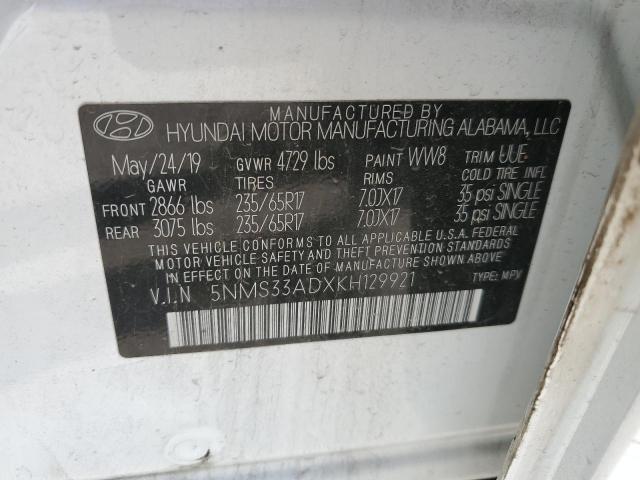 MANUFACTURED BY
HYUNDAI MOTOR MANUFACTURING ALABAMA, LLC
May/24/19 GVWR 4729 lbs PAINT WW8 TRIM UUE
GAWR TIRES RIMS COLD TIRE INFL
FRONT 2866 lbs 235/65R17 7.0JX17 35 psi SINGLE
REAR 3075 lbs 235/65R17 7.0JX17 35 psi SINGLE
THIS VEHICLE CONFORMS TO ALL APPLICABLE U.S.A. FEDERAL
MOTOR VEHICLE SAFETY AND THEFT PREVENTION STANDARDS
IN EFFECT ON THE DATE OF MANUFACTURE SHOWN ABOVE
V.I.N 5NMS33ADXKH129921 TYPE: MPV